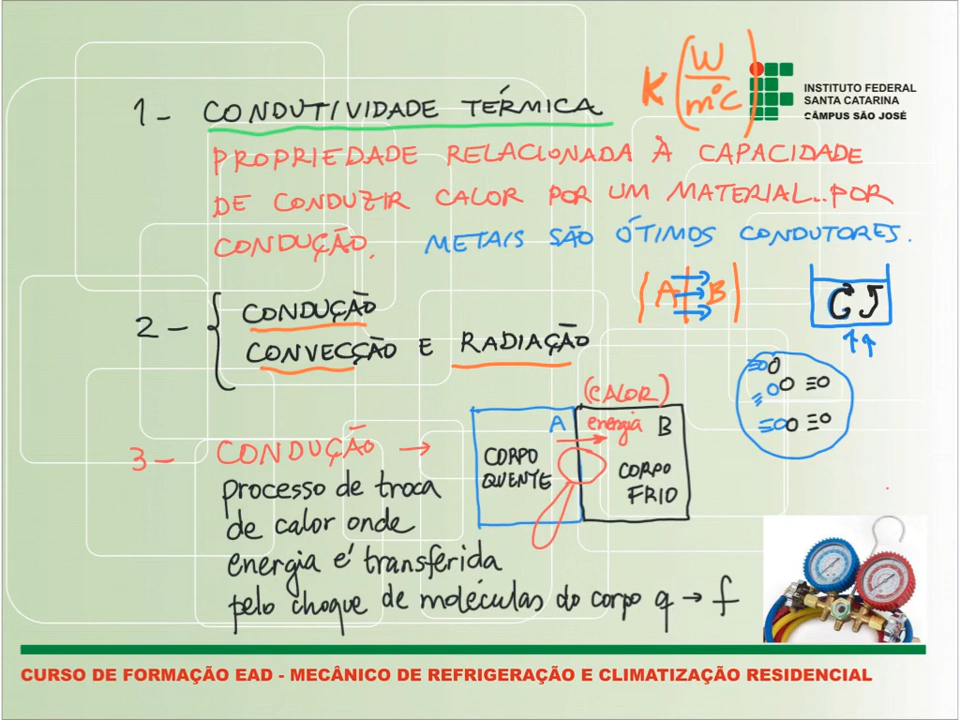 K (W/m°C)
INSTITUTO FEDERAL
SANTA CATARINA
CÂMPUS SÃO JOSÉ
1- CONDUTIVIDADE TÉRMICA
PROPRIEDADE RELACIONADA À CAPACIDADE
DE CONDUZIR CALOR POR UM MATERIAL...POR
CONDUÇÃO. METAIS SÃO ÓTIMOS CONDUTORES.
A B
2- { CONDUÇÃO
CONVECÇÃO E RADIAÇÃO
(CALOR)
A energia B
3- CONDUÇÃO →
CORPO QUENTE
CORPO FRIO
processo de troca
de calor onde
energia é transferida
pelo choque de moléculas do corpo q → f
CURSO DE FORMAÇÃO EAD - MECÂNICO DE REFRIGERAÇÃO E CLIMATIZAÇÃO RESIDENCIAL